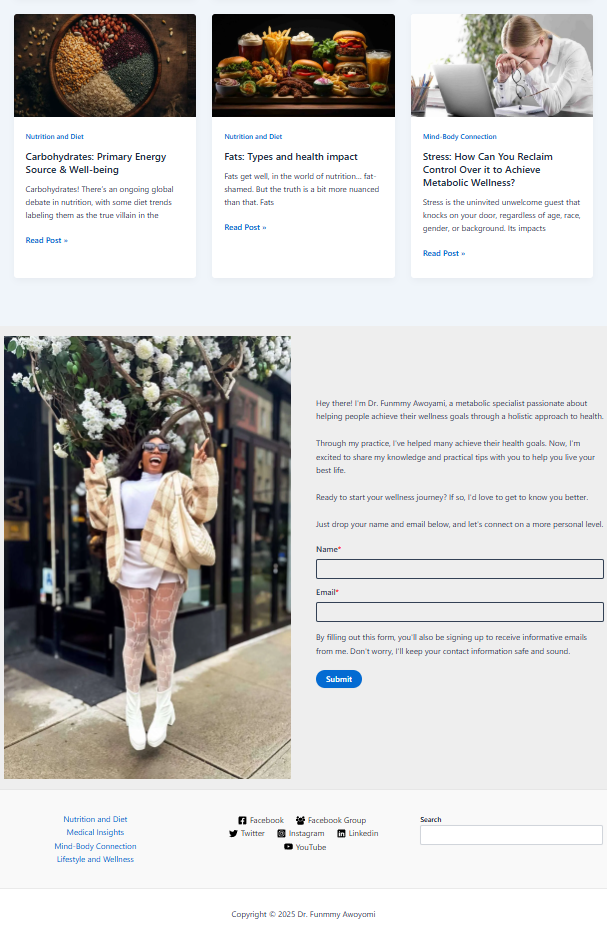 Nutrition and Diet
Carbohydrates: Primary Energy
Source & Well-being
Carbohydrates! There's an ongoing global
debate in nutrition, with some diet trends
labeling them as the true villain in the
Read Post »
Nutrition and Diet
Fats: Types and health impact
Fats get well, in the world of nutrition... fat-
shamed. But the truth is a bit more nuanced
than that. Fats
Read Post »
Mind-Body Connection
Stress: How Can You Reclaim
Control Over it to Achieve
Metabolic Wellness?
Stress is the uninvited unwelcome guest that
knocks on your door, regardless of age, race,
gender, or background. Its impacts
Read Post »
Hey there! I'm Dr. Funmmy Awoyami, a metabolic specialist passionate about
helping people achieve their wellness goals through a holistic approach to health.
Through my practice, I've helped many achieve their health goals. Now, I'm
excited to share my knowledge and practical tips with you to help you live your
best life.
Ready to start your wellness journey? If so, I'd love to get to know you better.
Just drop your name and email below, and let's connect on a more personal level.
Name*
Email*
By filling out this form, you'll also be signing up to receive informative emails
from me. Don't worry, I'll keep your contact information safe and sound.
Submit
Nutrition and Diet
Medical Insights
Mind-Body Connection
Lifestyle and Wellness
Facebook Facebook Group
Twitter Instagram Linkedin
YouTube
Search
Copyright © 2025 Dr. Funmmy Awoyomi